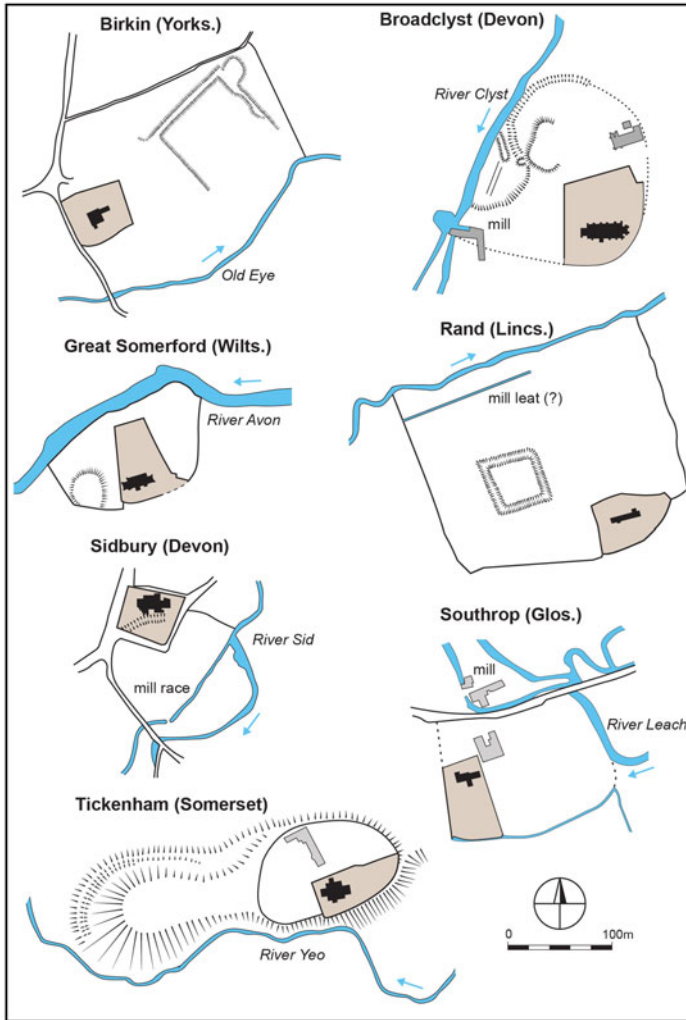 Birkin (Yorks.)
Old Eye
Broadclyst (Devon)
River Clyst
mill
Great Somerford (Wilts.)
River Avon
Rand (Lincs.)
mill leat (?)
Sidbury (Devon)
River Sid
mill race
Southrop (Glos.)
mill
River Leach
Tickenham (Somerset)
River Yeo
0 100m